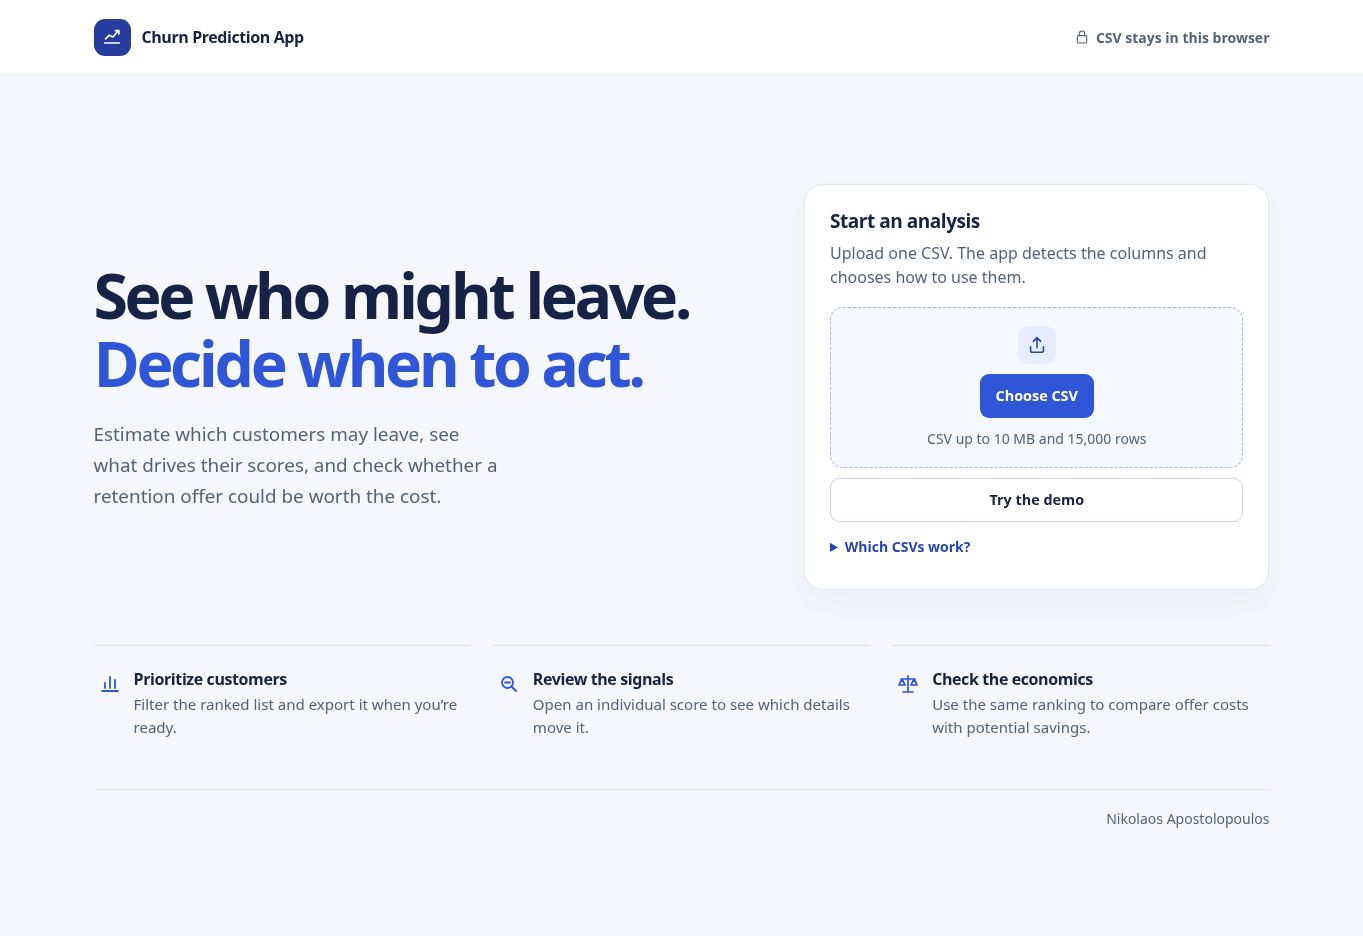 Churn Prediction App
CSV stays in this browser
See who might leave.
Decide when to act.
Estimate which customers may leave, see
what drives their scores, and check whether a
retention offer could be worth the cost.
Start an analysis
Upload one CSV. The app detects the columns and
chooses how to use them.
Choose CSV
CSV up to 10 MB and 15,000 rows
Try the demo
Which CSVs work?
Prioritize customers
Filter the ranked list and export it when you’re
ready.
Review the signals
Open an individual score to see which details
move it.
Check the economics
Use the same ranking to compare offer costs
with potential savings.
Nikolaos Apostolopoulos